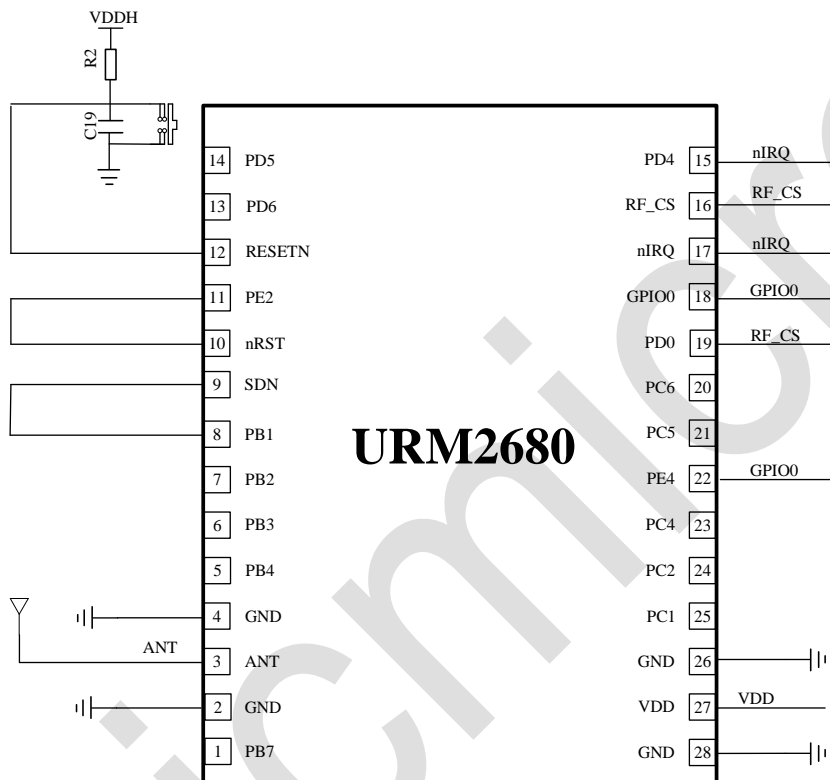 VDDH
R2
C19
14 PD5 PD4 15 nIRQ
13 PD6 RF_CS 16 RF_CS
12 RESETN nIRQ 17 nIRQ
11 PE2 GPIO0 18 GPIO0
10 nRST PD0 19 RF_CS
9 SDN PC6 20
8 PB1 PC5 21
URM2680
7 PB2 PE4 22 GPIO0
6 PB3 PC4 23
5 PB4 PC2 24
4 GND PC1 25
ANT 3 ANT GND 26
2 GND VDD 27 VDD
1 PB7 GND 28
icmicr